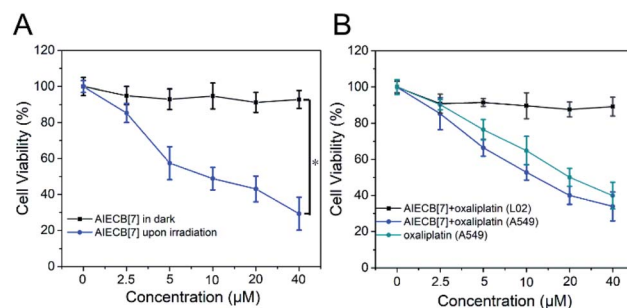 A
Cell Viability (%)
120
100
80
60
40
20
0
AIECB[7] in dark
AIECB[7] upon irradiation
*
0 2.5 5 10 20 40
Concentration (μM)
B
Cell Viability (%)
120
100
80
60
40
20
0
AIECB[7]+oxaliplatin (L02)
AIECB[7]+oxaliplatin (A549)
oxaliplatin (A549)
0 2.5 5 10 20 40
Concentration (μM)